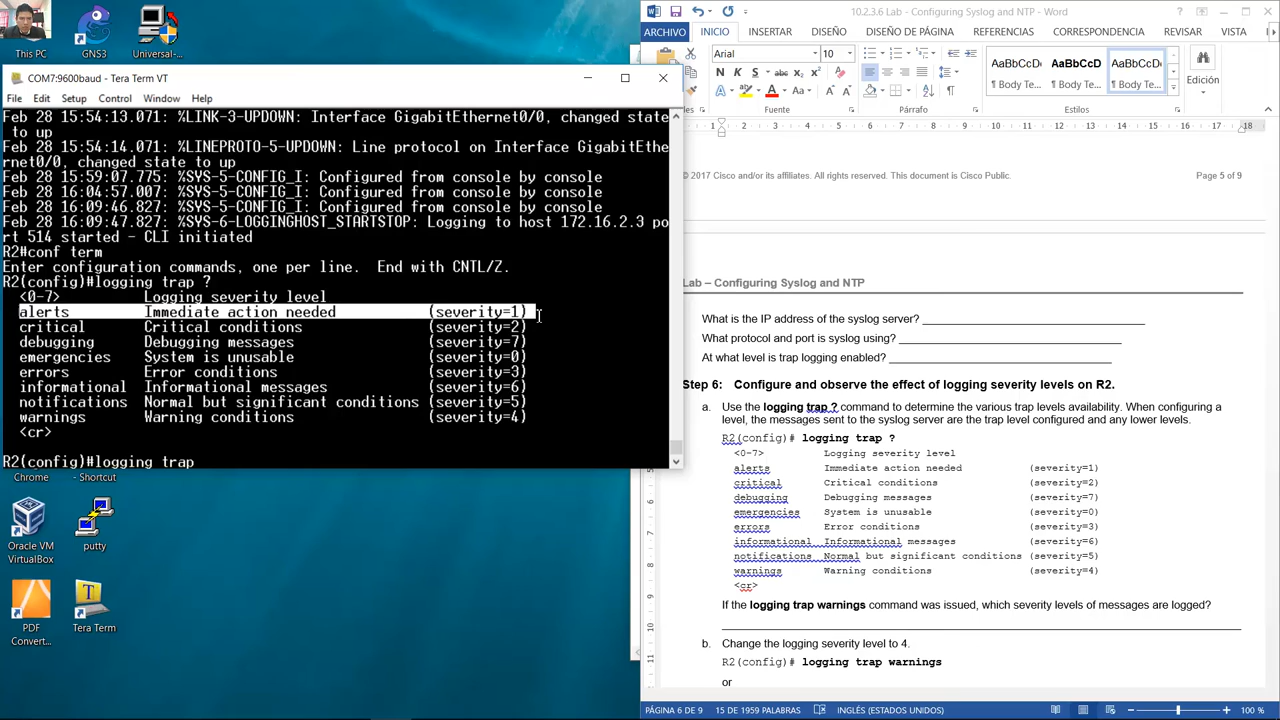 This PC
GNS3
Universal-...
COM7:9600baud - Tera Term VT
File Edit Setup Control Window Help
Feb 28 15:54:13.071: %LINK-3-UPDOWN: Interface GigabitEthernet0/0, changed state
to up
Feb 28 15:54:14.071: %LINEPROTO-5-UPDOWN: Line protocol on Interface GigabitEthe
rnet0/0, changed state to up
Feb 28 15:59:07.775: %SYS-5-CONFIG_I: Configured from console by console
Feb 28 16:04:57.007: %SYS-5-CONFIG_I: Configured from console by console
Feb 28 16:09:46.827: %SYS-5-CONFIG_I: Configured from console by console
Feb 28 16:09:47.827: %SYS-6-LOGGINGHOST_STARTSTOP: Logging to host 172.16.2.3 po
rt 514 started - CLI initiated
R2#conf term
Enter configuration commands, one per line.  End with CNTL/Z.
R2(config)#logging trap ?
<0-7> Logging severity level
alerts Immediate action needed (severity=1)
critical Critical conditions (severity=2)
debugging Debugging messages (severity=7)
emergencies System is unusable (severity=0)
errors Error conditions (severity=3)
informational Informational messages (severity=6)
notifications Normal but significant conditions (severity=5)
warnings Warning conditions (severity=4)
<cr>
R2(config)#logging trap
Chrome
- Shortcut
Oracle VM
VirtualBox
putty
PDF
Convert...
Tera Term
10.2.3.6 Lab - Configuring Syslog and NTP - Word
ARCHIVO INICIO INSERTAR DISEÑO DE PÁGINA REFERENCIAS CORRESPONDENCIA REVISAR VISTA
Arial 10
AaBbCcD AaBbCcD AaBbCcD
¶ Body Te... ¶ Body Te... ¶ Body Te...
Edición
Estilos
1 1 2 3 4 5 6 7 8 9 10 11 12 13 14 15 16 17 18
© 2017 Cisco and/or its affiliates. All rights reserved. This document is Cisco Public. Page 5 of 9
Lab – Configuring Syslog and NTP
What is the IP address of the syslog server?
What protocol and port is syslog using?
At what level is trap logging enabled?
Step 6: Configure and observe the effect of logging severity levels on R2.
a. Use the logging trap ? command to determine the various trap levels availability. When configuring a
level, the messages sent to the syslog server are the trap level configured and any lower levels.
R2(config)# logging trap ?
<0-7> Logging severity level
alerts Immediate action needed (severity=1)
critical Critical conditions (severity=2)
debugging Debugging messages (severity=7)
emergencies System is unusable (severity=0)
errors Error conditions (severity=3)
informational Informational messages (severity=6)
notifications Normal but significant conditions (severity=5)
warnings Warning conditions (severity=4)
<cr>
If the logging trap warnings command was issued, which severity levels of messages are logged?
b. Change the logging severity level to 4.
R2(config)# logging trap warnings
or
PÁGINA 6 DE 9 15 DE 1959 PALABRAS INGLÉS (ESTADOS UNIDOS) 100 %